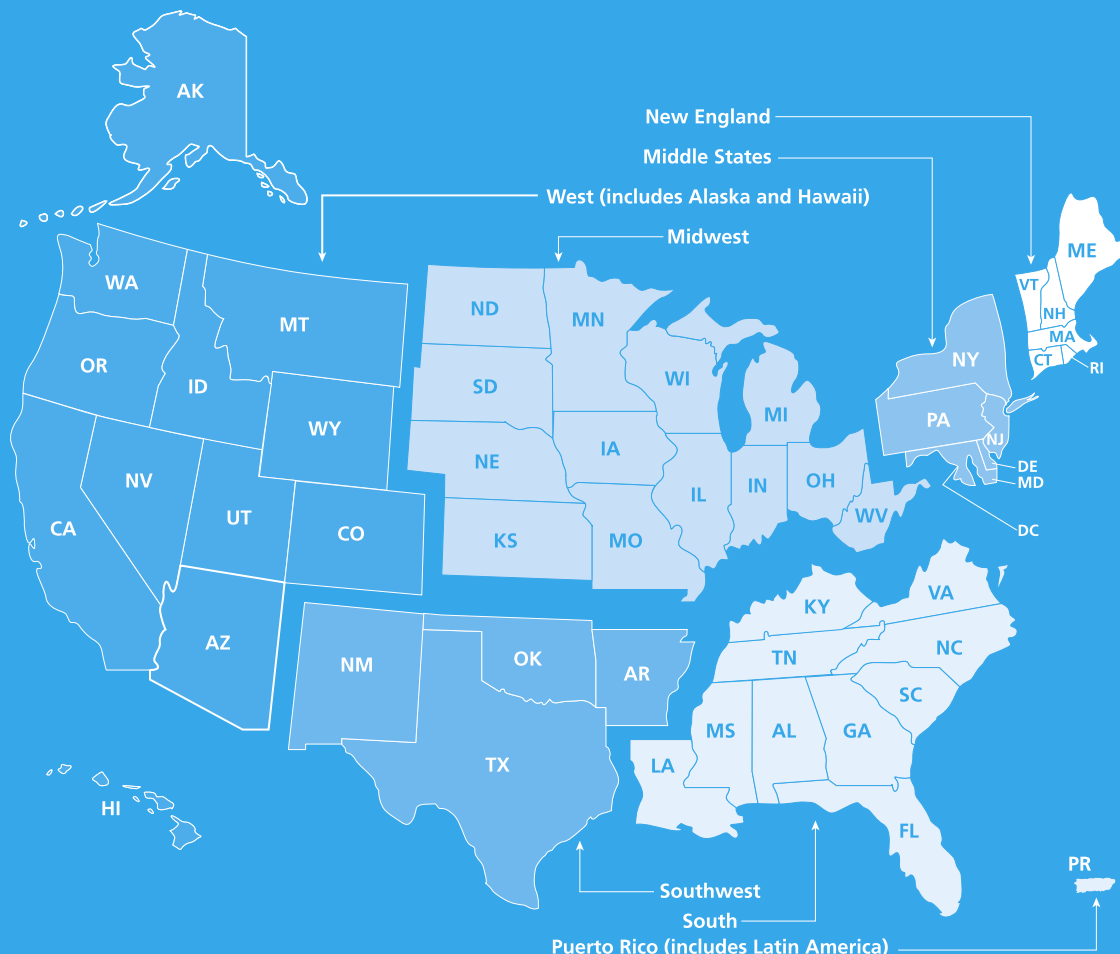 AK
New England
Middle States
West (includes Alaska and Hawaii)
Midwest
ME
WA
VT
MT
ND
MN
NH
MA
OR
ID
SD
WI
NY
CT
RI
WY
MI
PA
NV
NE
IA
NJ
OH
DE
IN
MD
IL
CA
UT
CO
KS
MO
WV
DC
VA
KY
AZ
NM
OK
TN
NC
AR
SC
MS
AL
GA
TX
LA
HI
FL
PR
Southwest
South
Puerto Rico (includes Latin America)